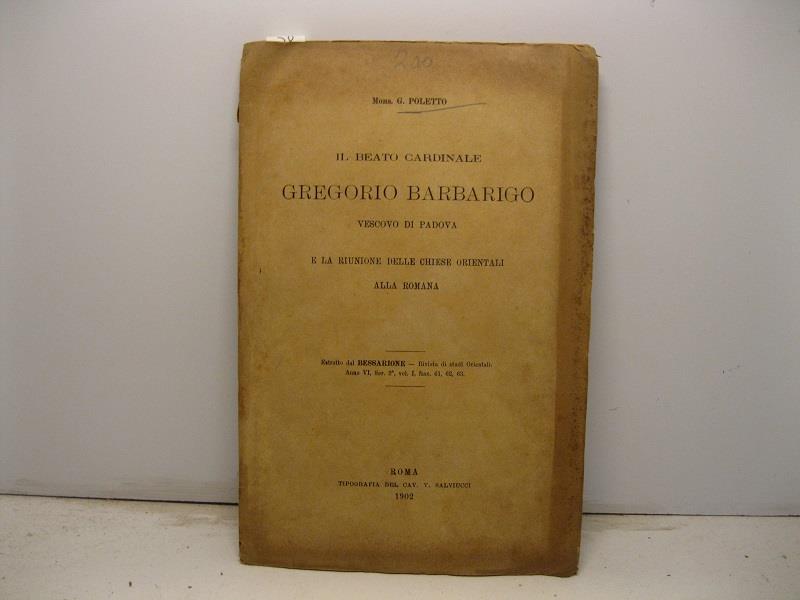 210
Mons. G. POLETTO
IL BEATO CARDINALE
GREGORIO BARBARIGO
VESCOVO DI PADOVA
E LA RIUNIONE DELLE CHIESE ORIENTALI
ALLA ROMANA
Estratto dal BESSARIONE — Rivista di studi Orientali.
Anno VI, Ser. 2ª, vol. I, fasc. 61, 62, 63.
ROMA
TIPOGRAFIA DEL CAV. V. SALVIUCCI
1902